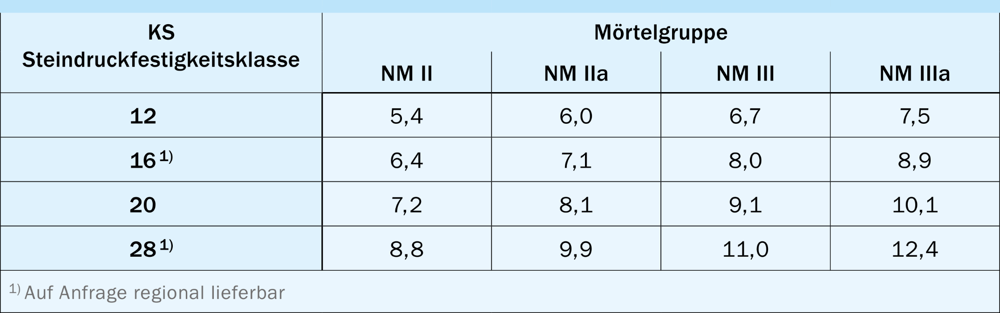 KS
Steindruckfestigkeitsklasse
Mörtelgruppe
NM II NM IIa NM III NM IIIa
12 5,4 6,0 6,7 7,5
16 1) 6,4 7,1 8,0 8,9
20 7,2 8,1 9,1 10,1
28 1) 8,8 9,9 11,0 12,4
1) Auf Anfrage regional lieferbar